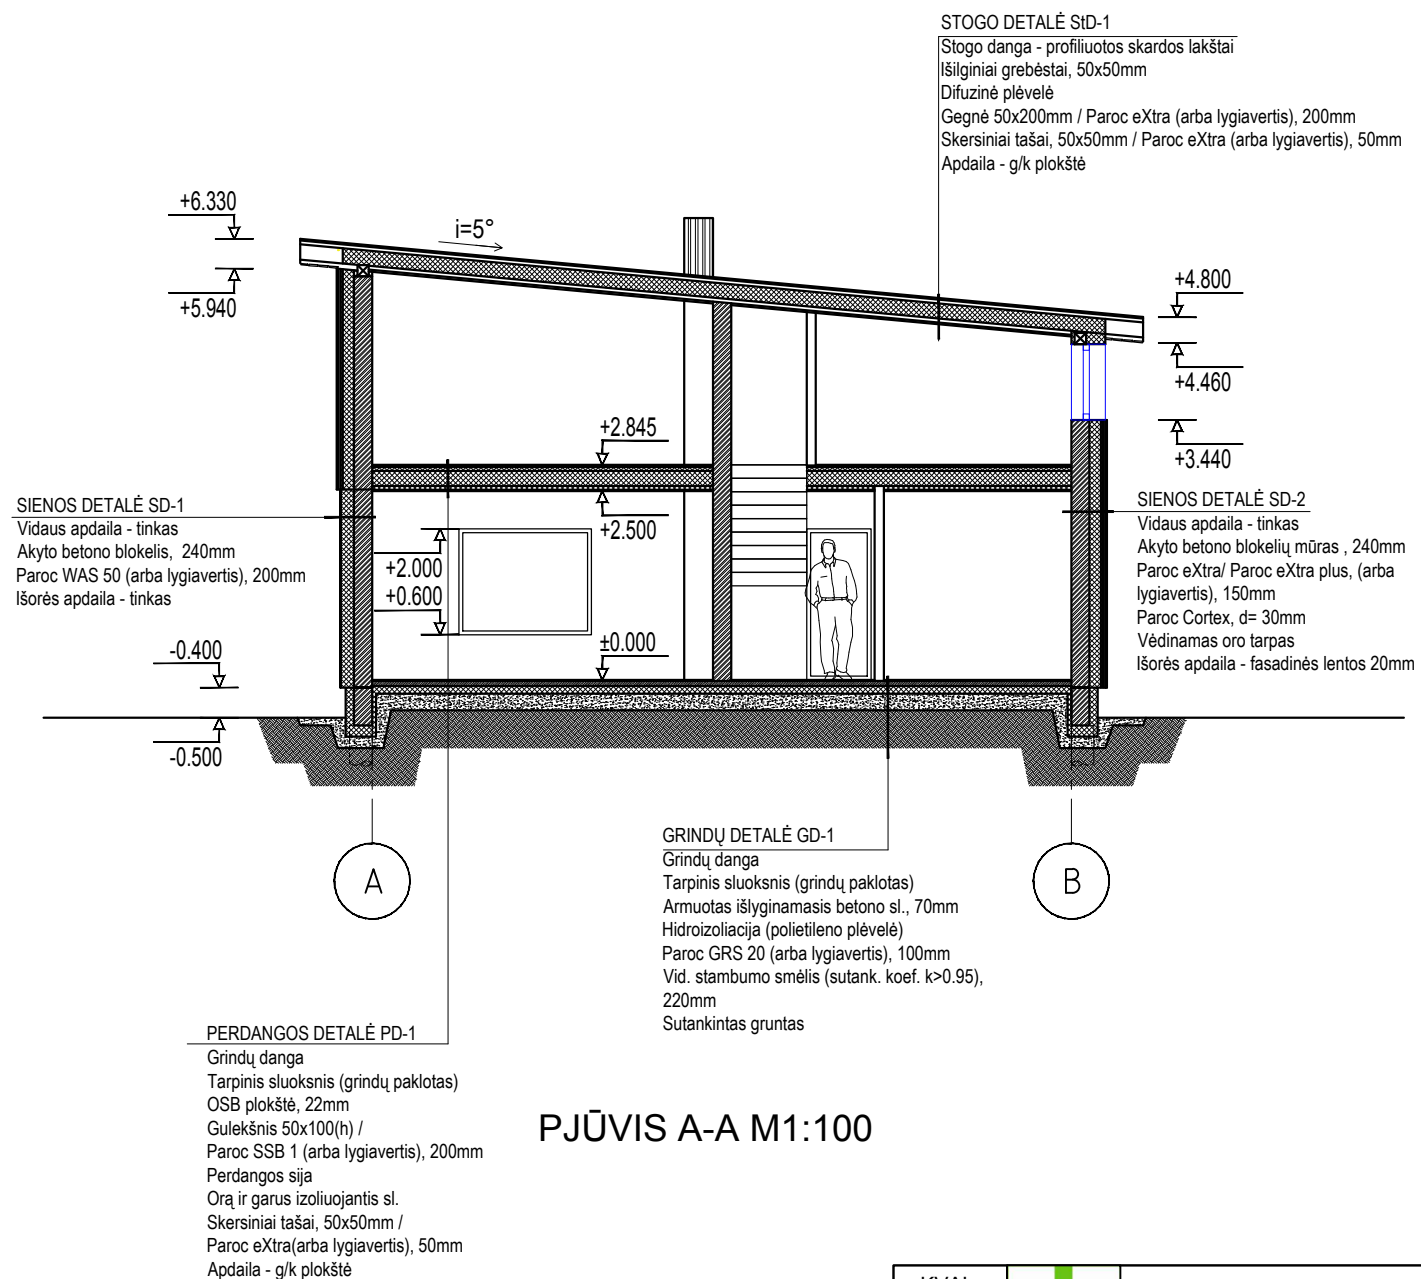 STOGO DETALĖ StD-1
Stogo danga - profiliuotos skardos lakštai
Išilginiai grebėstai, 50x50mm
Difuzinė plėvelė
Gegnė 50x200mm / Paroc eXtra (arba lygiavertis), 200mm
Skersiniai tašai, 50x50mm / Paroc eXtra (arba lygiavertis), 50mm
Apdaila - g/k plokštė
+6.330
i=5°
+5.940
+4.800
+4.460
+3.440
+2.845
+2.500
SIENOS DETALĖ SD-1
Vidaus apdaila - tinkas
Akyto betono blokelis, 240mm
Paroc WAS 50 (arba lygiavertis), 200mm
Išorės apdaila - tinkas
SIENOS DETALĖ SD-2
Vidaus apdaila - tinkas
Akyto betono blokelių mūras , 240mm
Paroc eXtra/ Paroc eXtra plus, (arba
lygiavertis), 150mm
Paroc Cortex, d= 30mm
Vėdinamas oro tarpas
Išorės apdaila - fasadinės lentos 20mm
+2.000
+0.600
±0.000
-0.400
-0.500
A
B
GRINDŲ DETALĖ GD-1
Grindų danga
Tarpinis sluoksnis (grindų paklotas)
Armuotas išlyginamasis betono sl., 70mm
Hidroizoliacija (polietileno plėvelė)
Paroc GRS 20 (arba lygiavertis), 100mm
Vid. stambumo smėlis (sutank. koef. k>0.95),
220mm
Sutankintas gruntas
PERDANGOS DETALĖ PD-1
Grindų danga
Tarpinis sluoksnis (grindų paklotas)
OSB plokštė, 22mm
Gulekšnis 50x100(h) /
Paroc SSB 1 (arba lygiavertis), 200mm
Perdangos sija
Orą ir garus izoliuojantis sl.
Skersiniai tašai, 50x50mm /
Paroc eXtra(arba lygiavertis), 50mm
Apdaila - g/k plokštė
PJŪVIS A-A M1:100